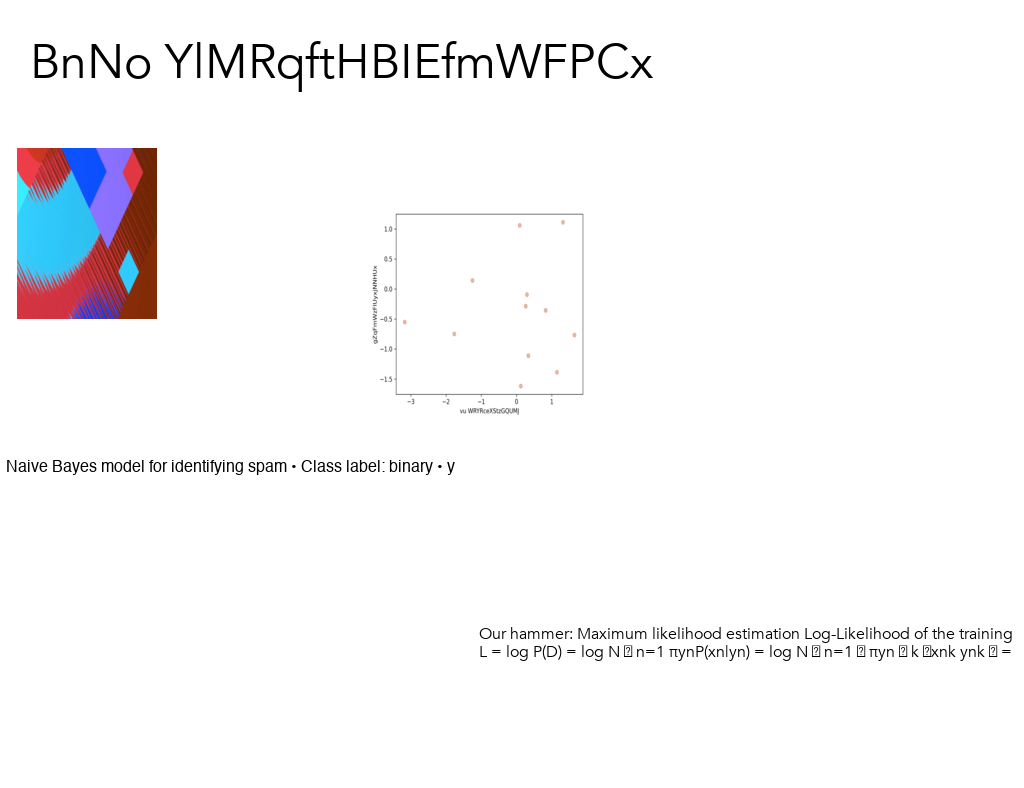 BnNo YlMRqftHBIEfmWFPCx
1.0
0.5
0.0
−0.5
−1.0
−1.5
−3 −2 −1 0 1
vu WRYRceXStzGQUMJ
Naive Bayes model for identifying spam • Class label: binary • y
Our hammer: Maximum likelihood estimation Log-Likelihood of the training
L = log P(D) = log N � n=1 πynP(xn|yn) = log N � n=1 � πyn � k �xnk ynk � =